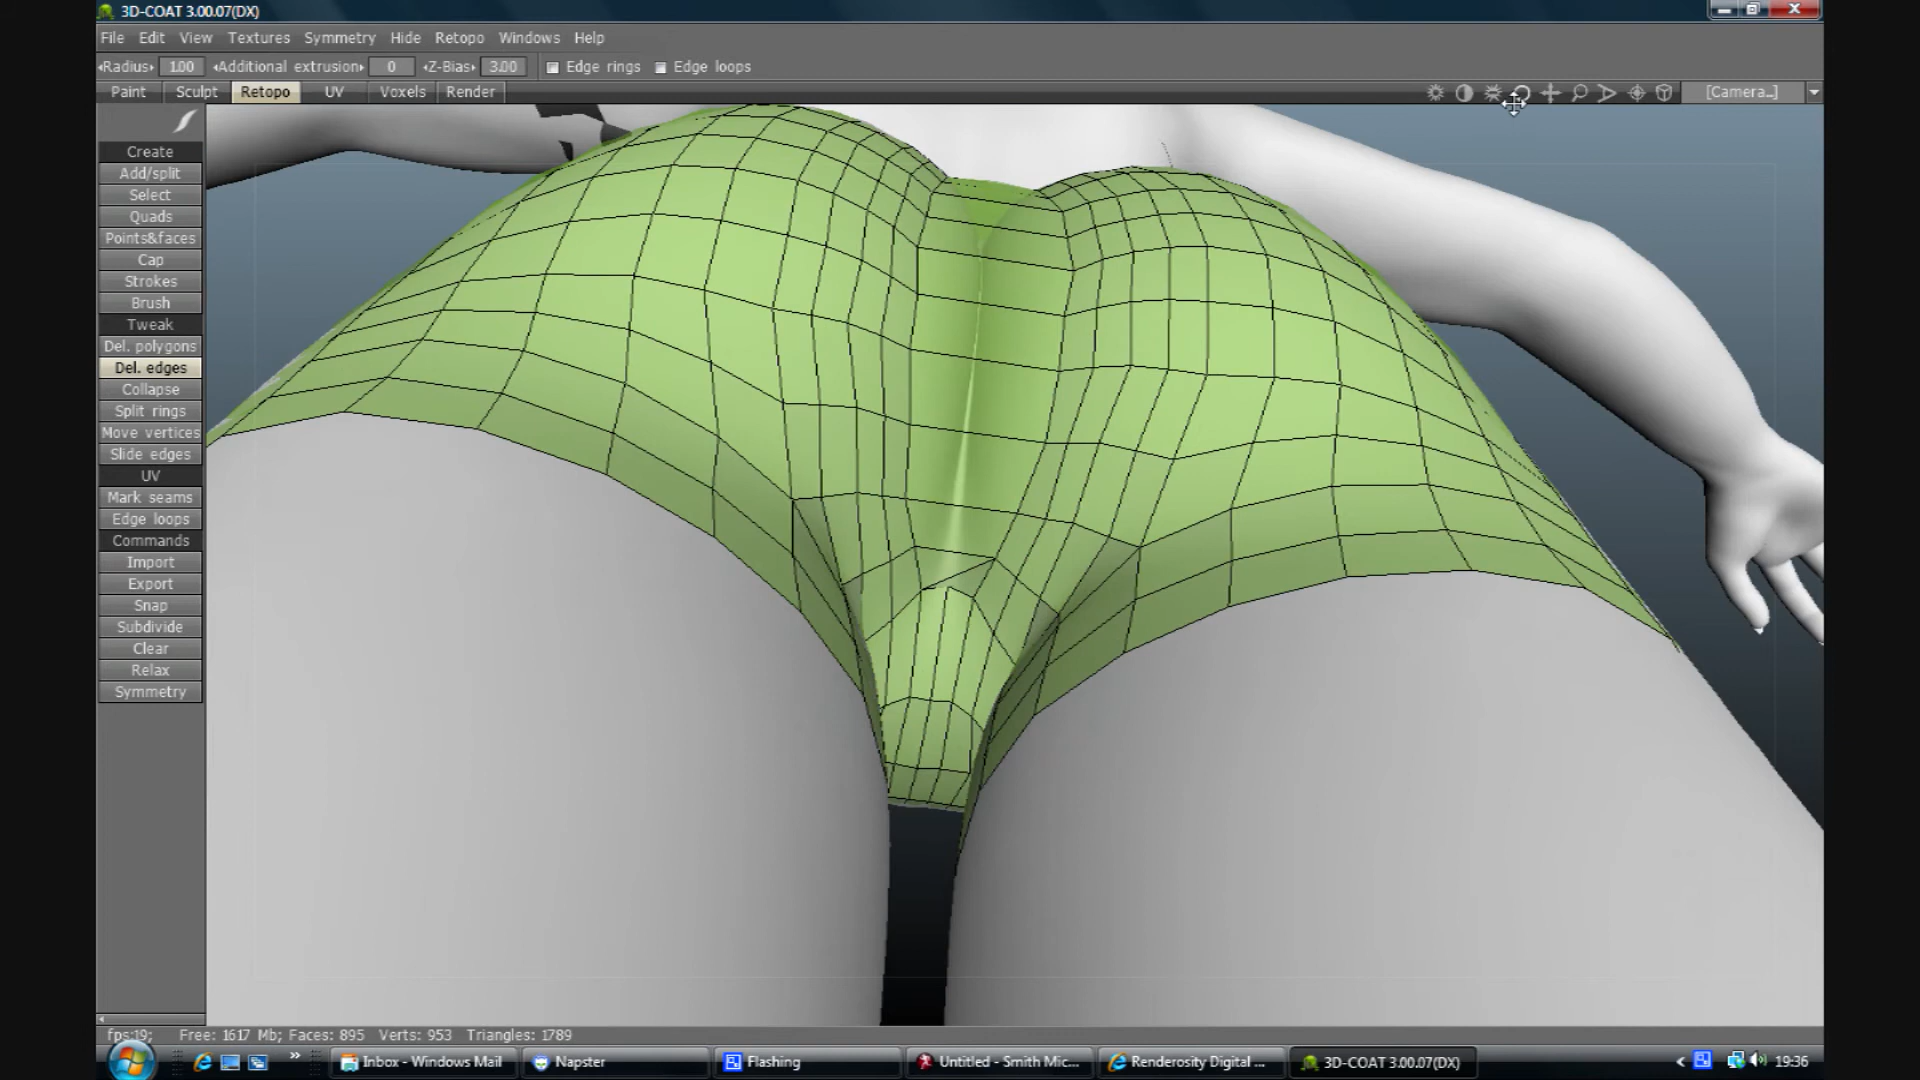 3D-COAT 3.00.07(DX)
File Edit View Textures Symmetry Hide Retopo Windows Help
Radius 1.00 Additional extrusion 0 Z-Bias 3.00 Edge rings Edge loops
Paint Sculpt Retopo UV Voxels Render [Camera..]
Create
Add/split
Select
Quads
Points&faces
Cap
Strokes
Brush
Tweak
Del. polygons
Del. edges
Collapse
Split rings
Move vertices
Slide edges
UV
Mark seams
Edge loops
Commands
Import
Export
Snap
Subdivide
Clear
Relax
Symmetry
fps:19; Free: 1617 Mb; Faces: 895 Verts: 953 Triangles: 1789
Inbox - Windows Mail Napster Flashing Untitled - Smith Mic... Renderosity Digital ... 3D-COAT 3.00.07(DX) 19:36